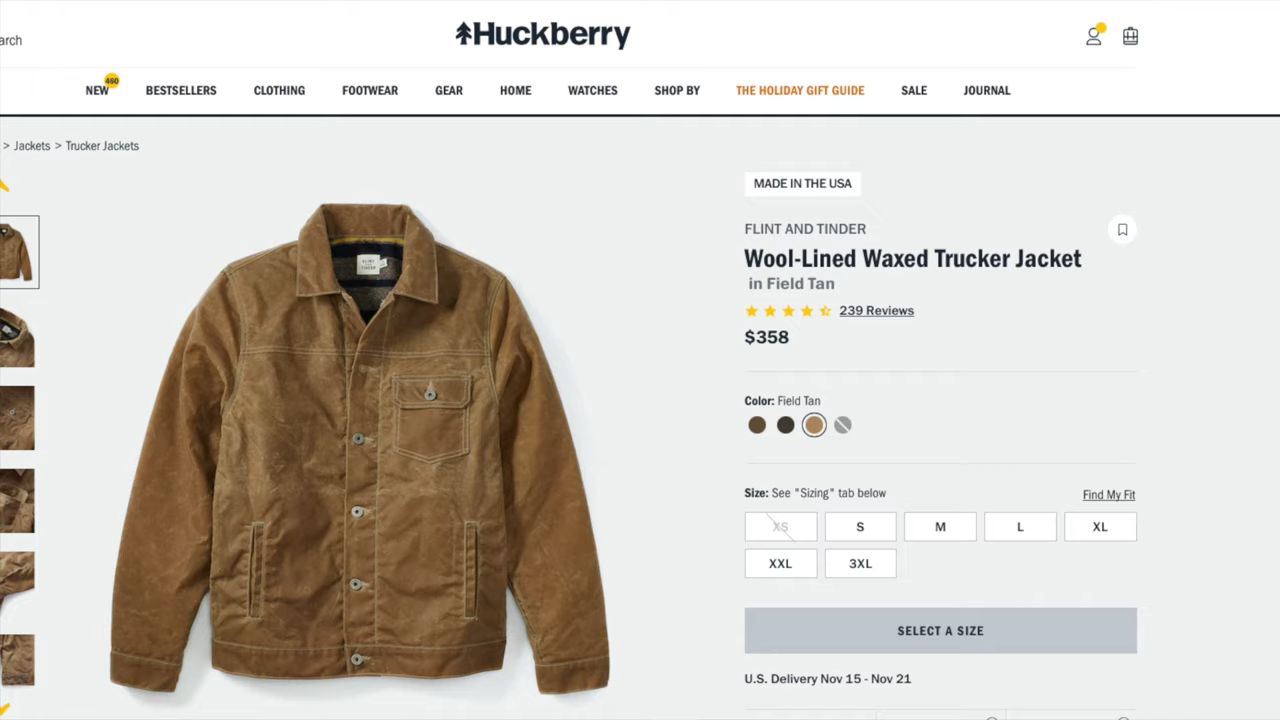 arch
Huckberry
NEW 460 BESTSELLERS CLOTHING FOOTWEAR GEAR HOME WATCHES SHOP BY THE HOLIDAY GIFT GUIDE SALE JOURNAL
> Jackets > Trucker Jackets
MADE IN THE USA
FLINT AND TINDER
Wool-Lined Waxed Trucker Jacket
in Field Tan
239 Reviews
$358
Color: Field Tan
Size: See "Sizing" tab below Find My Fit
XS S M L XL
XXL 3XL
SELECT A SIZE
U.S. Delivery Nov 15 - Nov 21
FLINT
TINDER